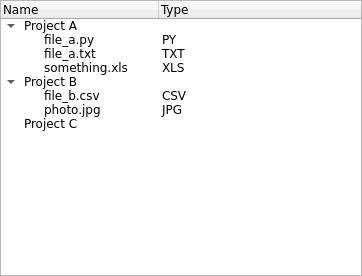 Name Type
Project A
file_a.py PY
file_a.txt TXT
something.xls XLS
Project B
file_b.csv CSV
photo.jpg JPG
Project C